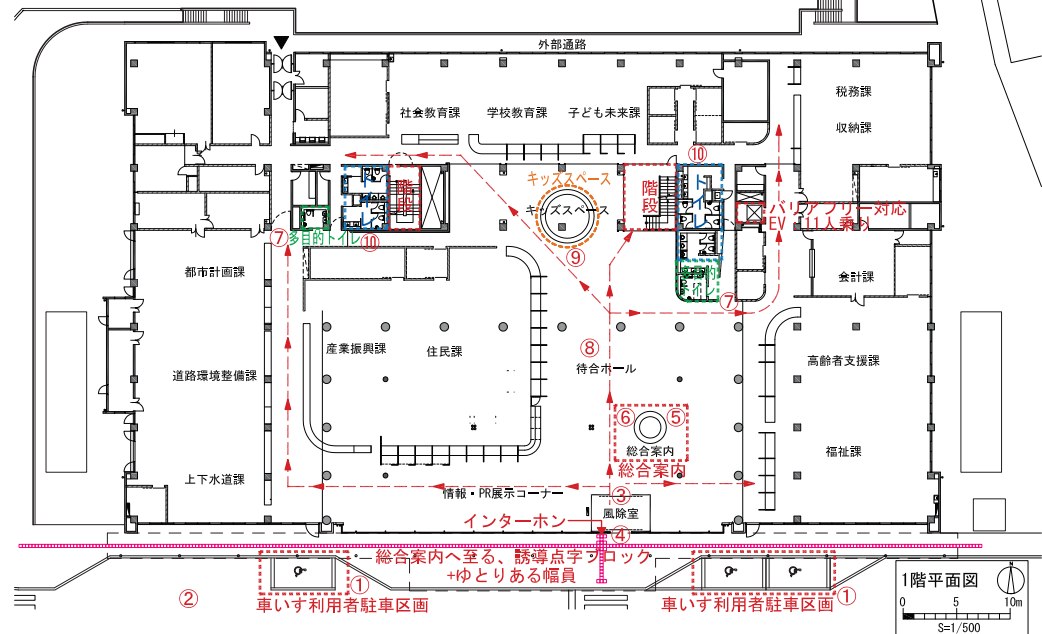 外部通路
社会教育課
学校教育課
子ども未来課
税務課
収納課
⑩
キッズスペース
キッズスペース
トイレ
階段
階段
トイレ
バリアフリー対応
EV 11人乗り
⑦
多目的トイレ
⑩
⑨
多目的
トイレ
⑦
都市計画課
会計課
産業振興課
住民課
⑧
待合ホール
道路環境整備課
高齢者支援課
⑥
⑤
総合案内
総合案内
福祉課
上下水道課
情報・PR展示コーナー
③
風除室
インターホン
④
総合案内へ至る、誘導点字ブロック
+ゆとりある幅員
①
②
車いす利用者駐車区画
車いす利用者駐車区画
①
1階平面図
0 5 10m
S=1/500